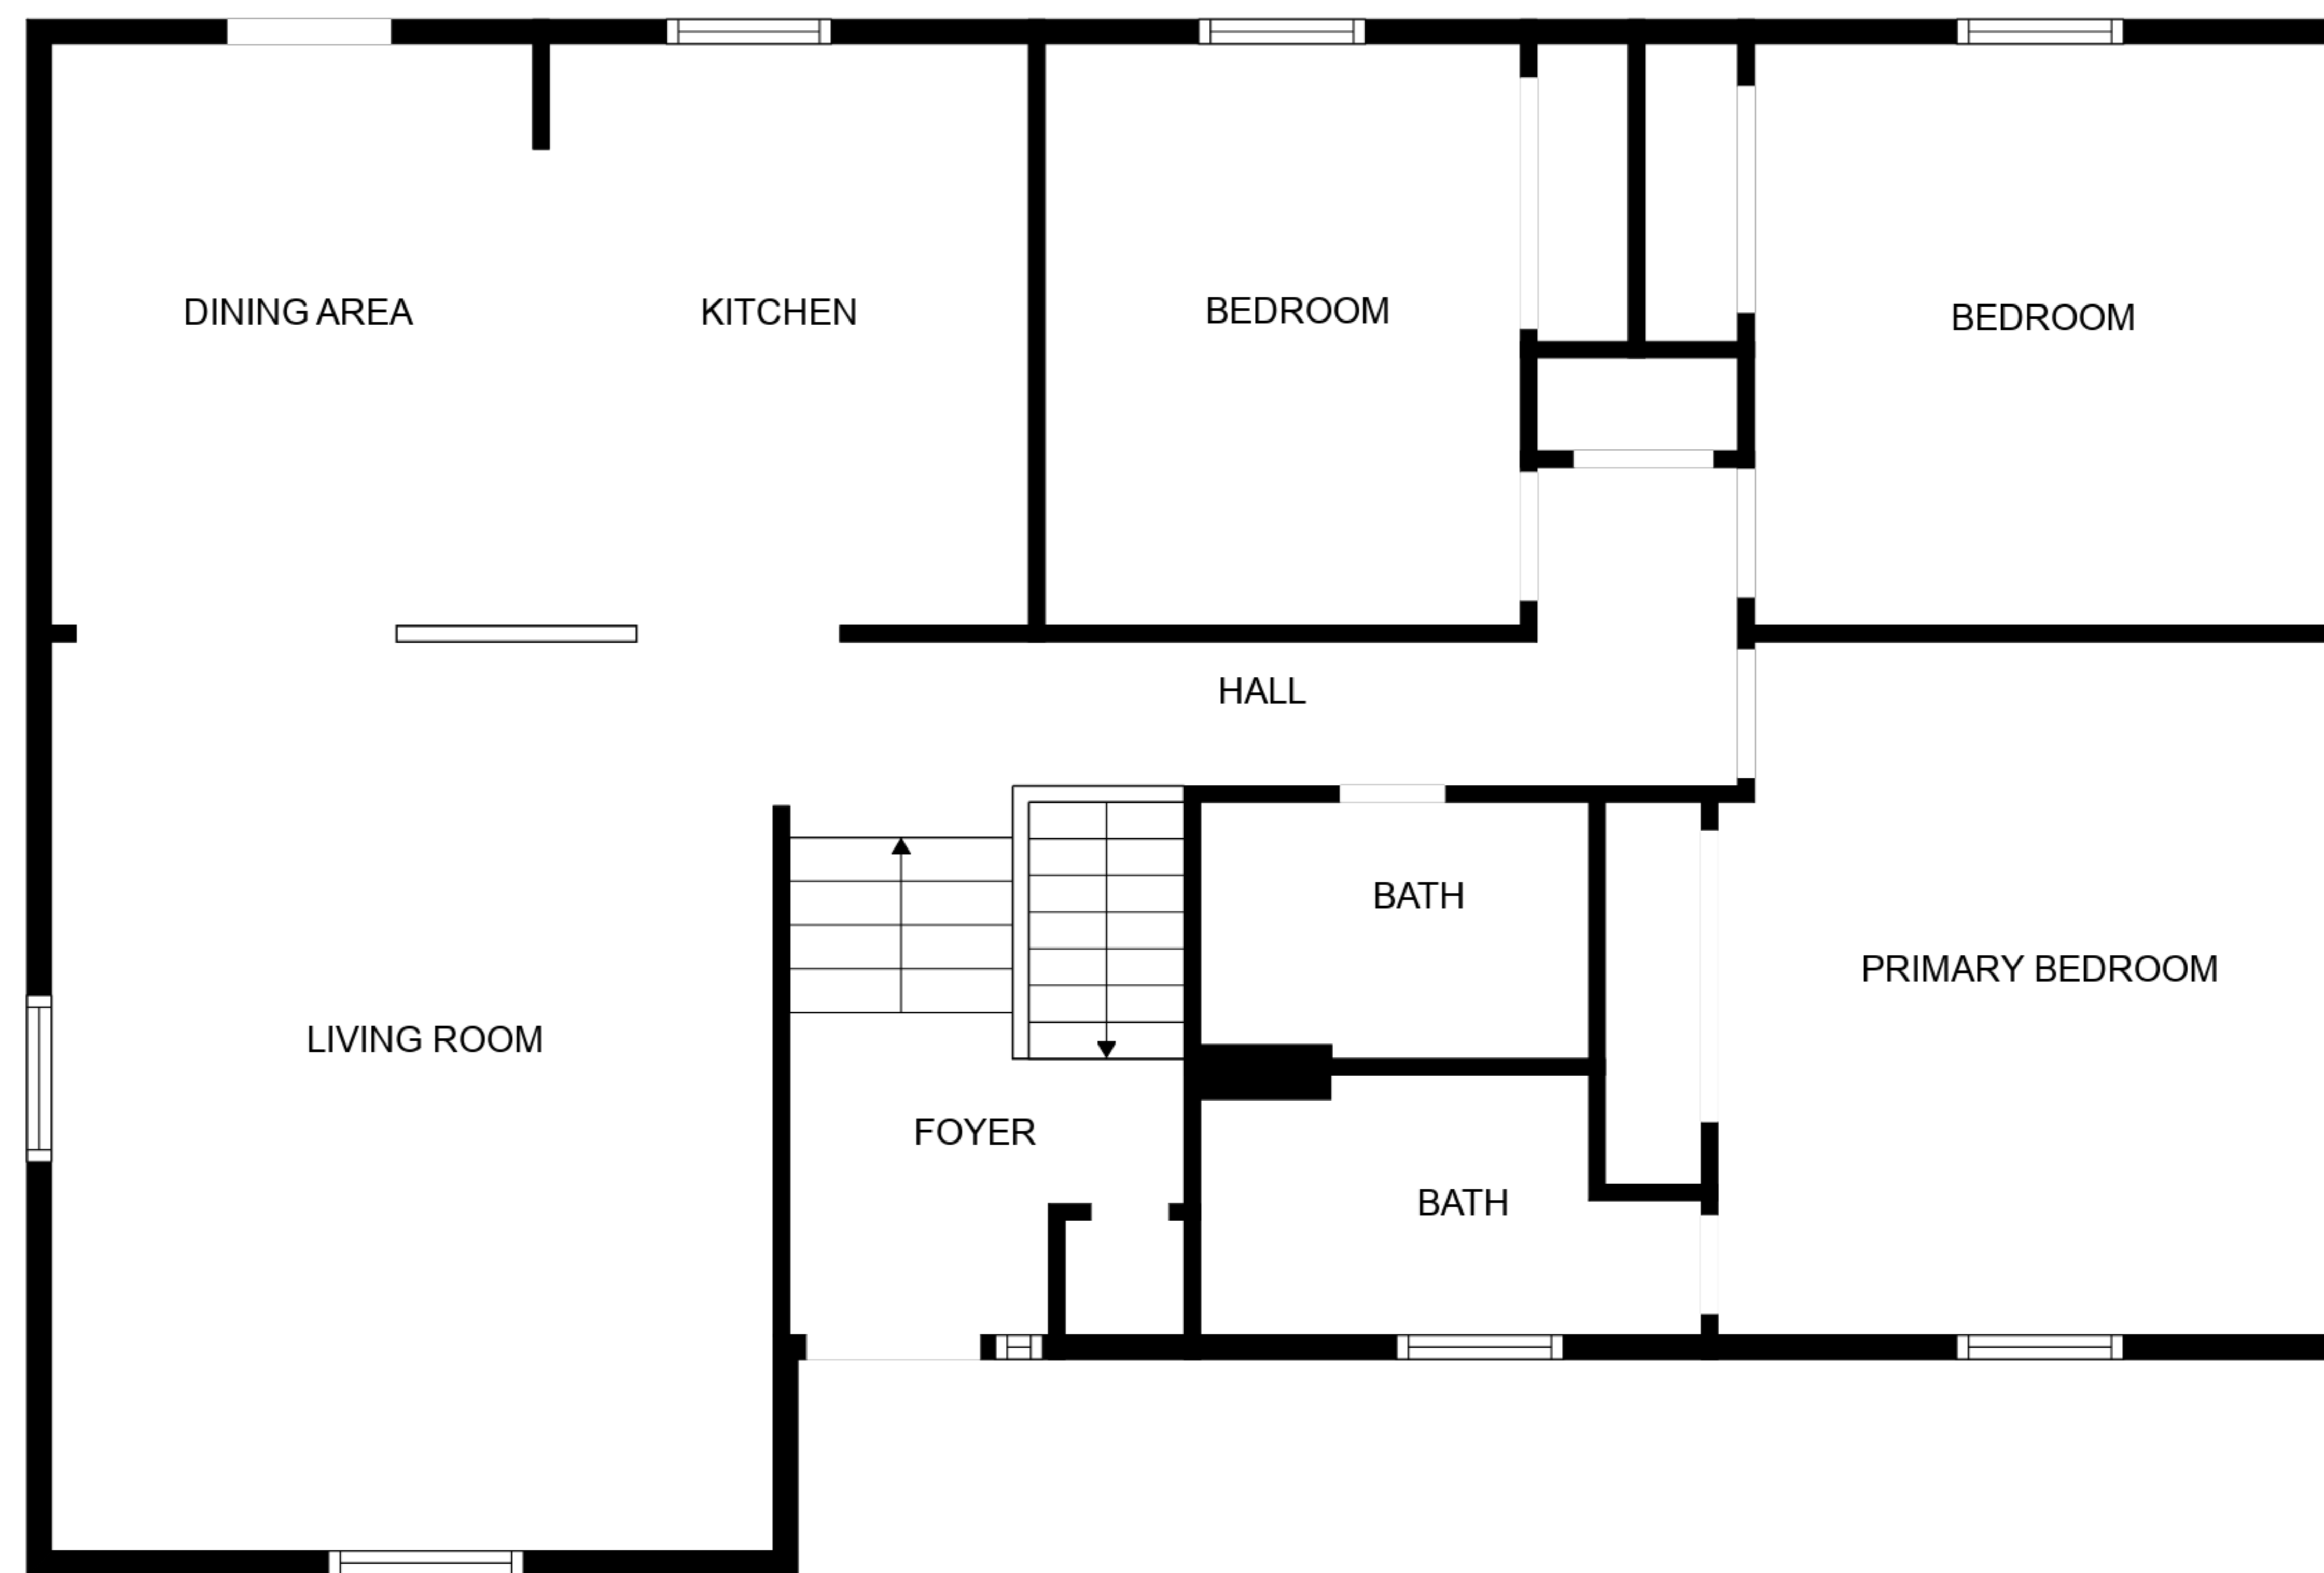 DINING AREA
KITCHEN
BEDROOM
BEDROOM
HALL
BATH
PRIMARY BEDROOM
LIVING ROOM
FOYER
BATH